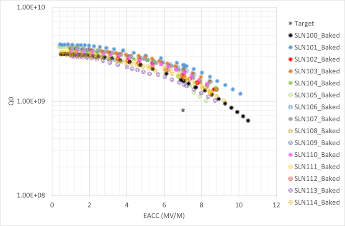 1.00E+10
1.00E+09
1.00E+08
Q0
0
2
4
6
8
10
12
EACC (MV/M)
Target
SLN100_Baked
SLN101_Baked
SLN102_Baked
SLN103_Baked
SLN104_Baked
SLN105_Baked
SLN106_Baked
SLN107_Baked
SLN108_Baked
SLN109_Baked
SLN110_Baked
SLN111_Baked
SLN112_Baked
SLN113_Baked
SLN114_Baked